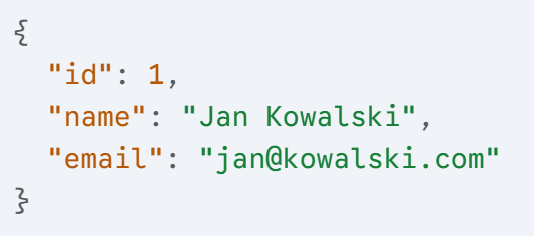 {
  "id": 1,
  "name": "Jan Kowalski",
  "email": "jan@kowalski.com"
}